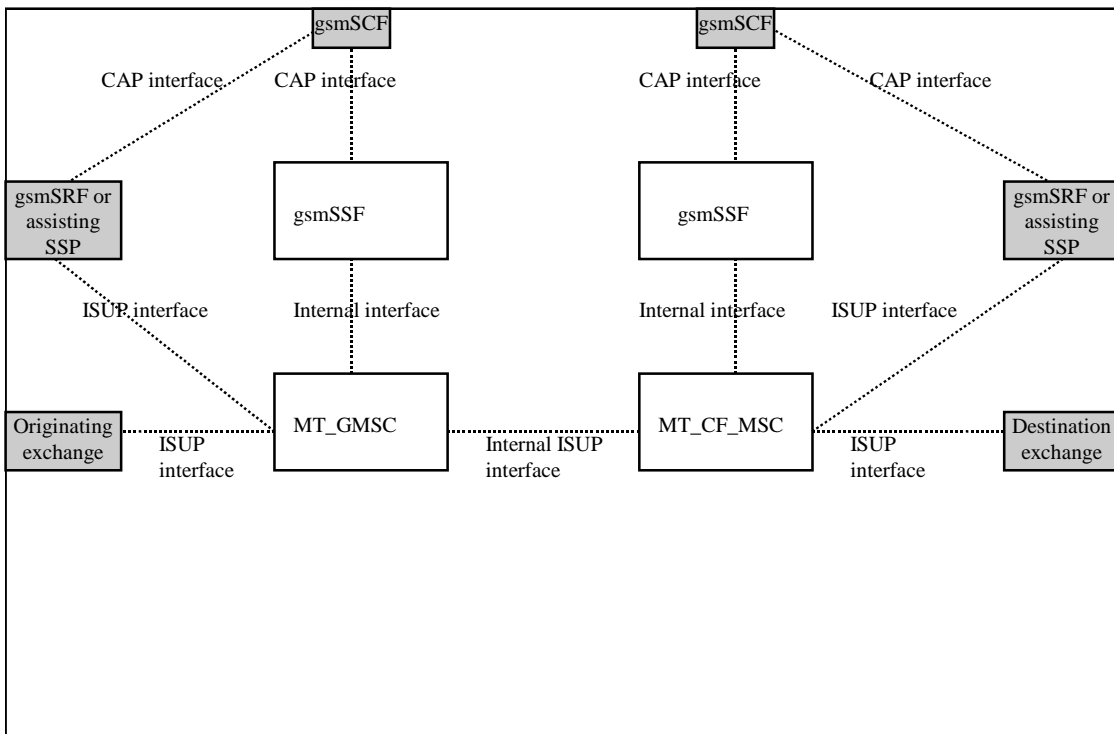 gsmSCF
gsmSCF
CAP interface
CAP interface
CAP interface
CAP interface
gsmSRF or
assisting
SSP
gsmSSF
gsmSSF
gsmSRF or
assisting
SSP
ISUP interface
Internal interface
Internal interface
ISUP interface
Originating
exchange
ISUP
interface
MT_GMSC
Internal ISUP
interface
MT_CF_MSC
ISUP
interface
Destination
exchange